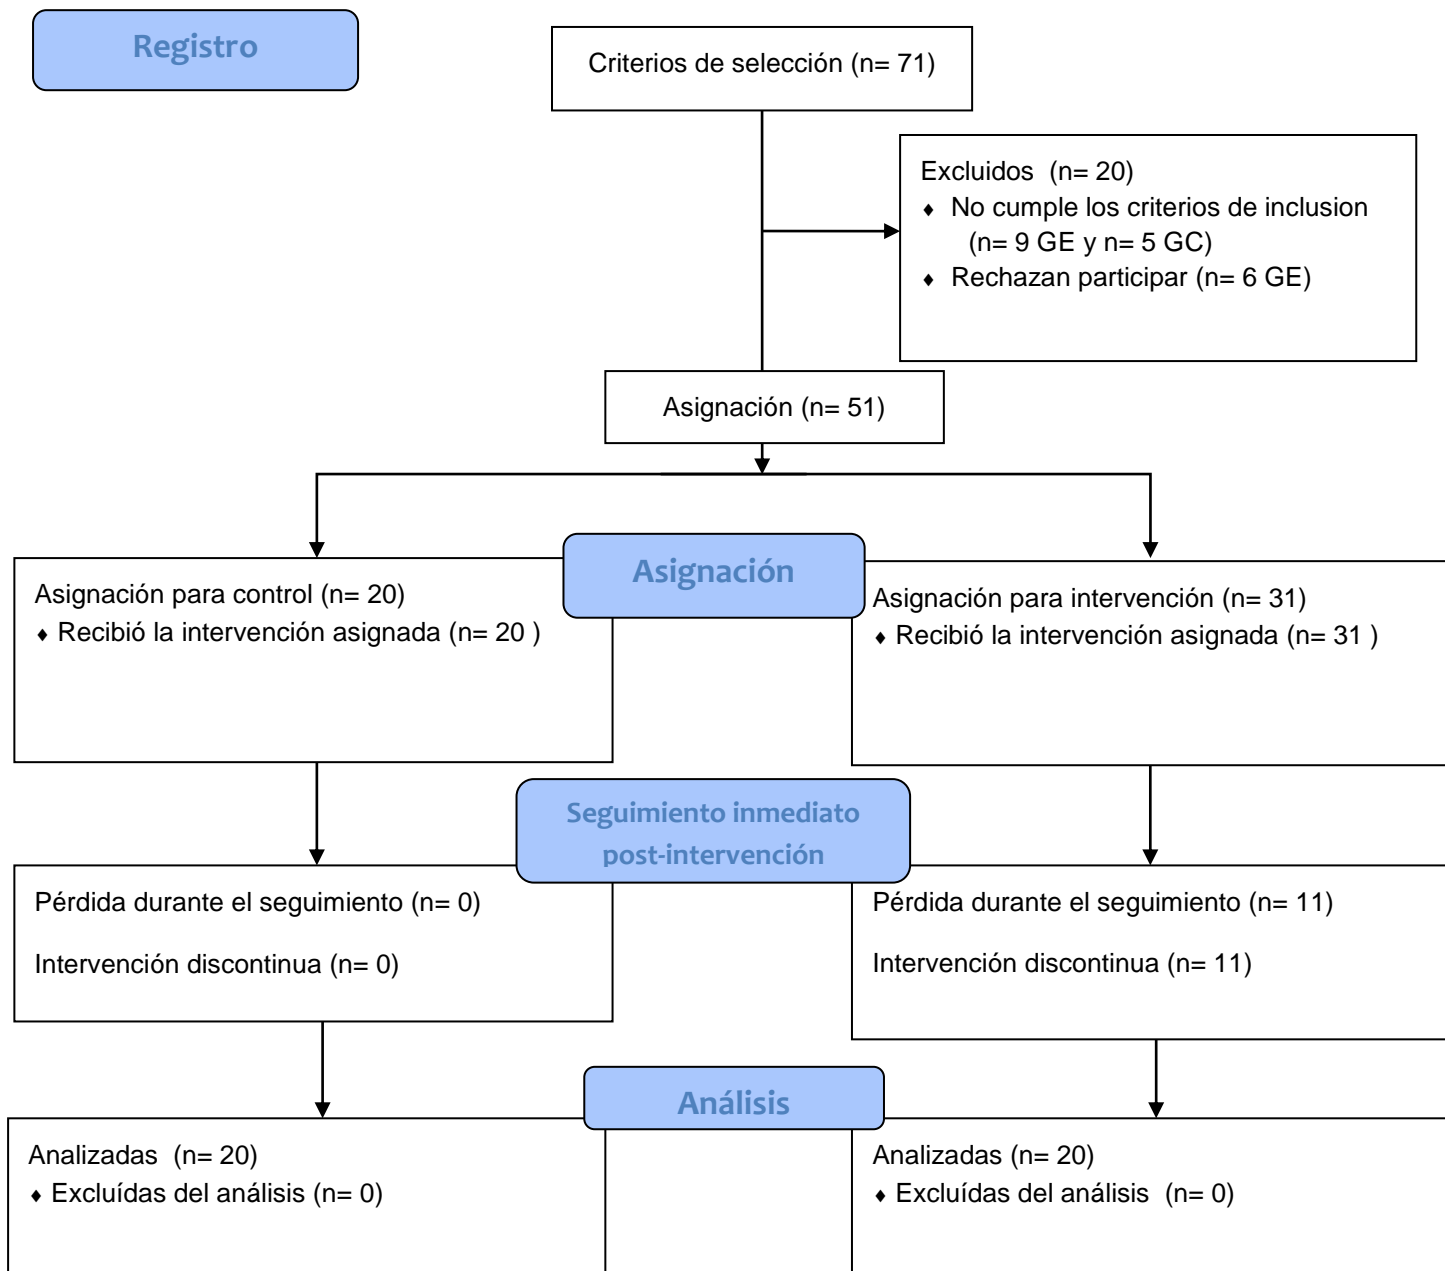 Registro
Criterios de selección (n= 71)
Excluidos  (n= 20)
♦ No cumple los criterios de inclusion
(n= 9 GE y n= 5 GC)
♦ Rechazan participar (n= 6 GE)
Asignación (n= 51)
Asignación
Asignación para control (n= 20)
♦ Recibió la intervención asignada (n= 20 )
Asignación para intervención (n= 31)
♦ Recibió la intervención asignada (n= 31 )
Seguimiento inmediato
post-intervención
Pérdida durante el seguimiento (n= 0)
Intervención discontinua (n= 0)
Pérdida durante el seguimiento (n= 11)
Intervención discontinua (n= 11)
Análisis
Analizadas  (n= 20)
♦ Excluídas del análisis (n= 0)
Analizadas (n= 20)
♦ Excluídas del análisis  (n= 0)